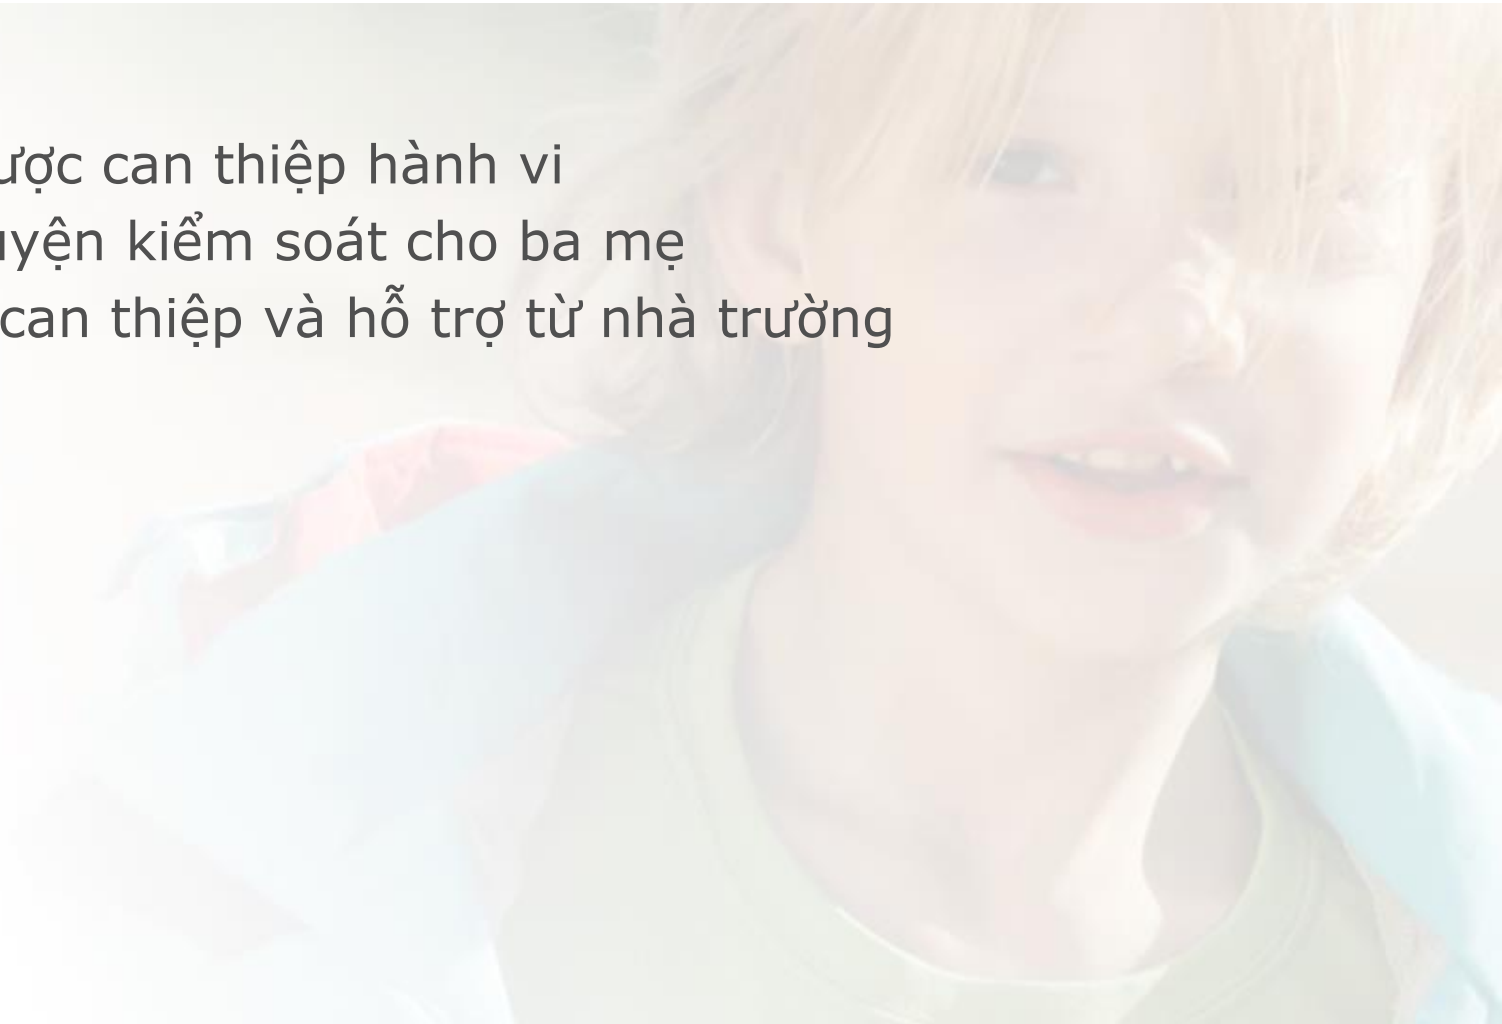 ược can thiệp hành vi
uyện kiểm soát cho ba mẹ
can thiệp và hỗ trợ từ nhà trường